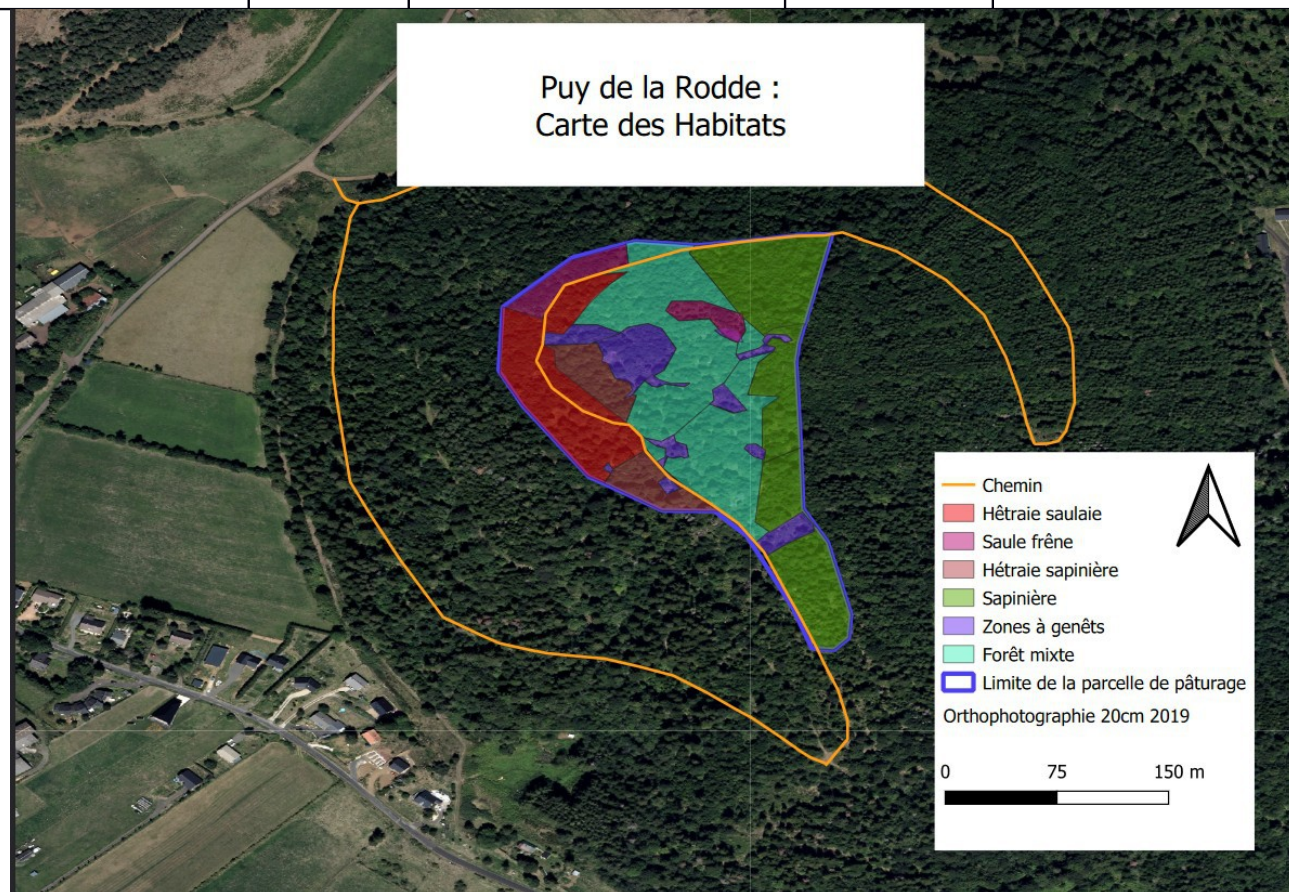 Puy de la Rodde :
Carte des Habitats
Chemin
Hêtraie saulaie
Saule frêne
Hétraie sapinière
Sapinière
Zones à genêts
Forêt mixte
Limite de la parcelle de pâturage
Orthophotographie 20cm 2019
0 75 150 m